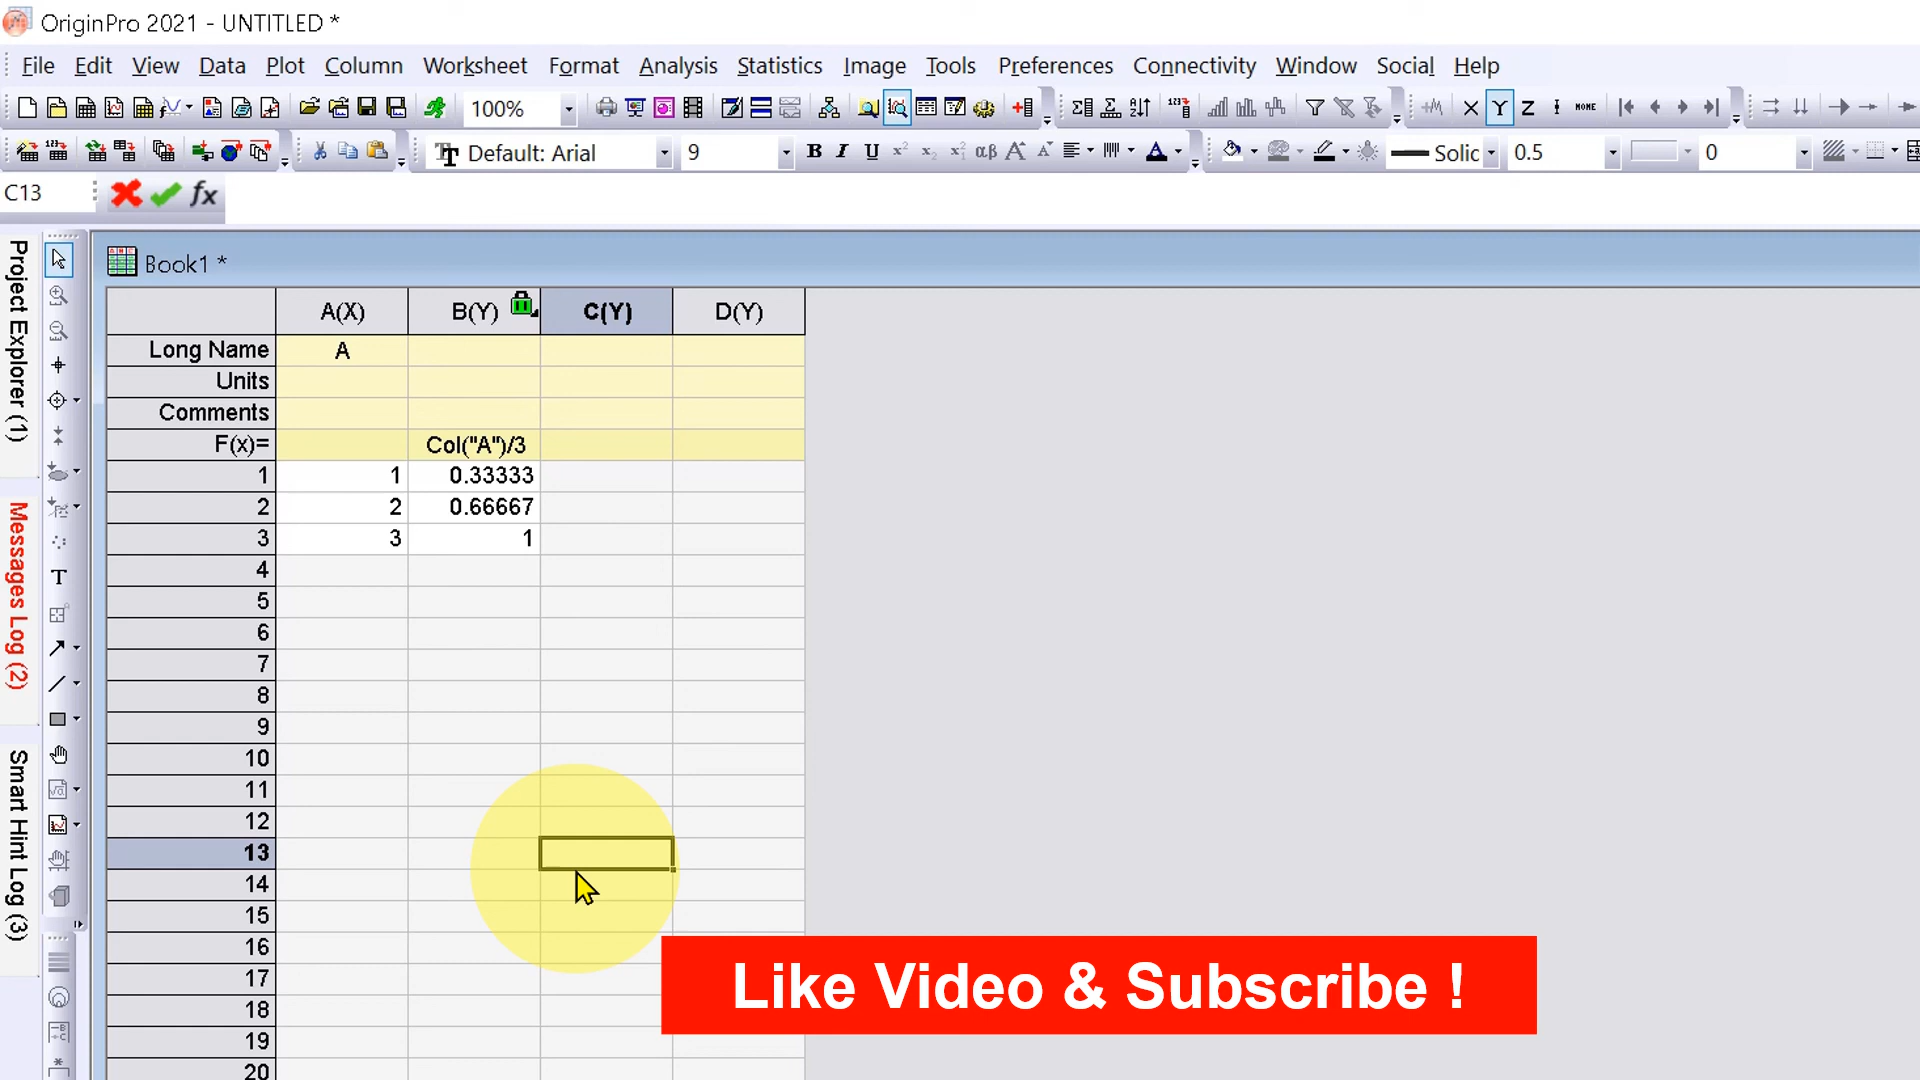 OriginPro 2021 - UNTITLED *
File Edit View Data Plot Column Worksheet Format Analysis Statistics Image Tools Preferences Connectivity Window Social Help
100% X Y Z HOME
Default: Arial 9 B I U αβ A A Solic 0.5 0
C13 fx
Project Explorer (1)
Messages Log (2)
Smart Hint Log (3)
Book1 *
A(X) B(Y) C(Y) D(Y)
Long Name A
Units
Comments
F(x)= Col("A")/3
1 1 0.33333
2 2 0.66667
3 3 1
4
5
6
7
8
9
10
11
12
13
14
15
16
17
18
19
20
Like Video & Subscribe !